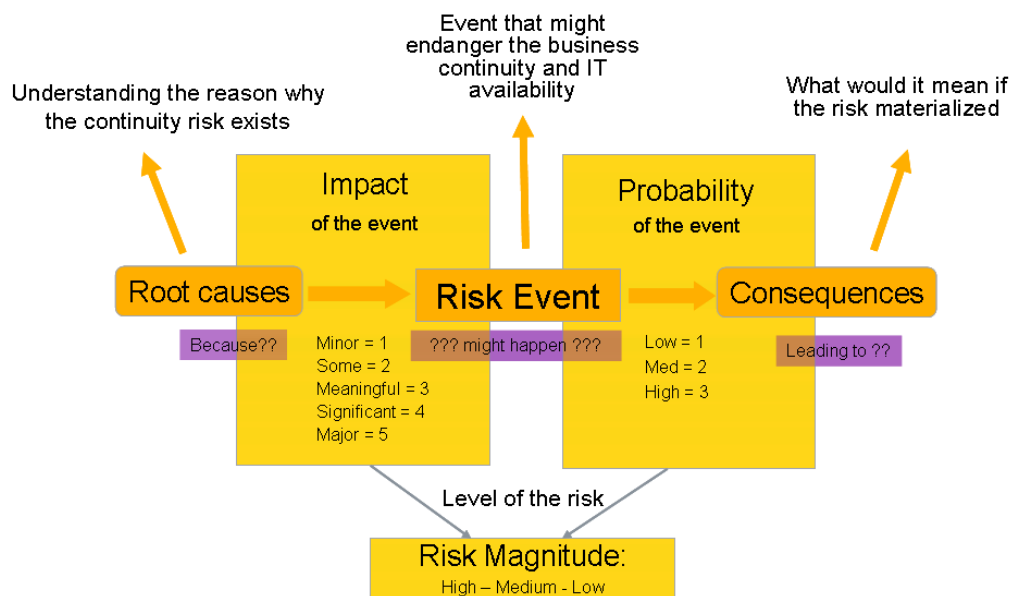 Event that might
endanger the business
continuity and IT
availability
Understanding the reason why
the continuity risk exists
What would it mean if
the risk materialized
Impact
of the event
Probability
of the event
Root causes
Risk Event
Consequences
Because??
??? might happen ???
Leading to ??
Minor = 1
Some = 2
Meaningful = 3
Significant = 4
Major = 5
Low = 1
Med = 2
High = 3
Level of the risk
Risk Magnitude:
High – Medium - Low